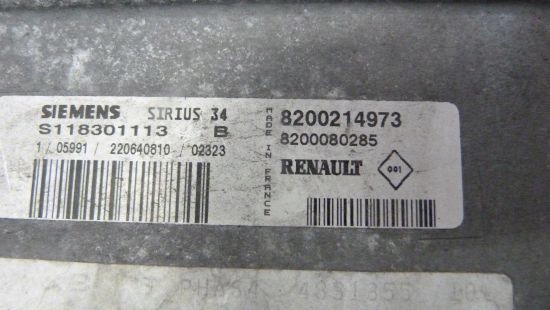 SIEMENS SIRIUS 34
S118301113 B
1/05991/220640810/02323
MADE IN FRANCE
8200214973
8200080285
RENAULT 001